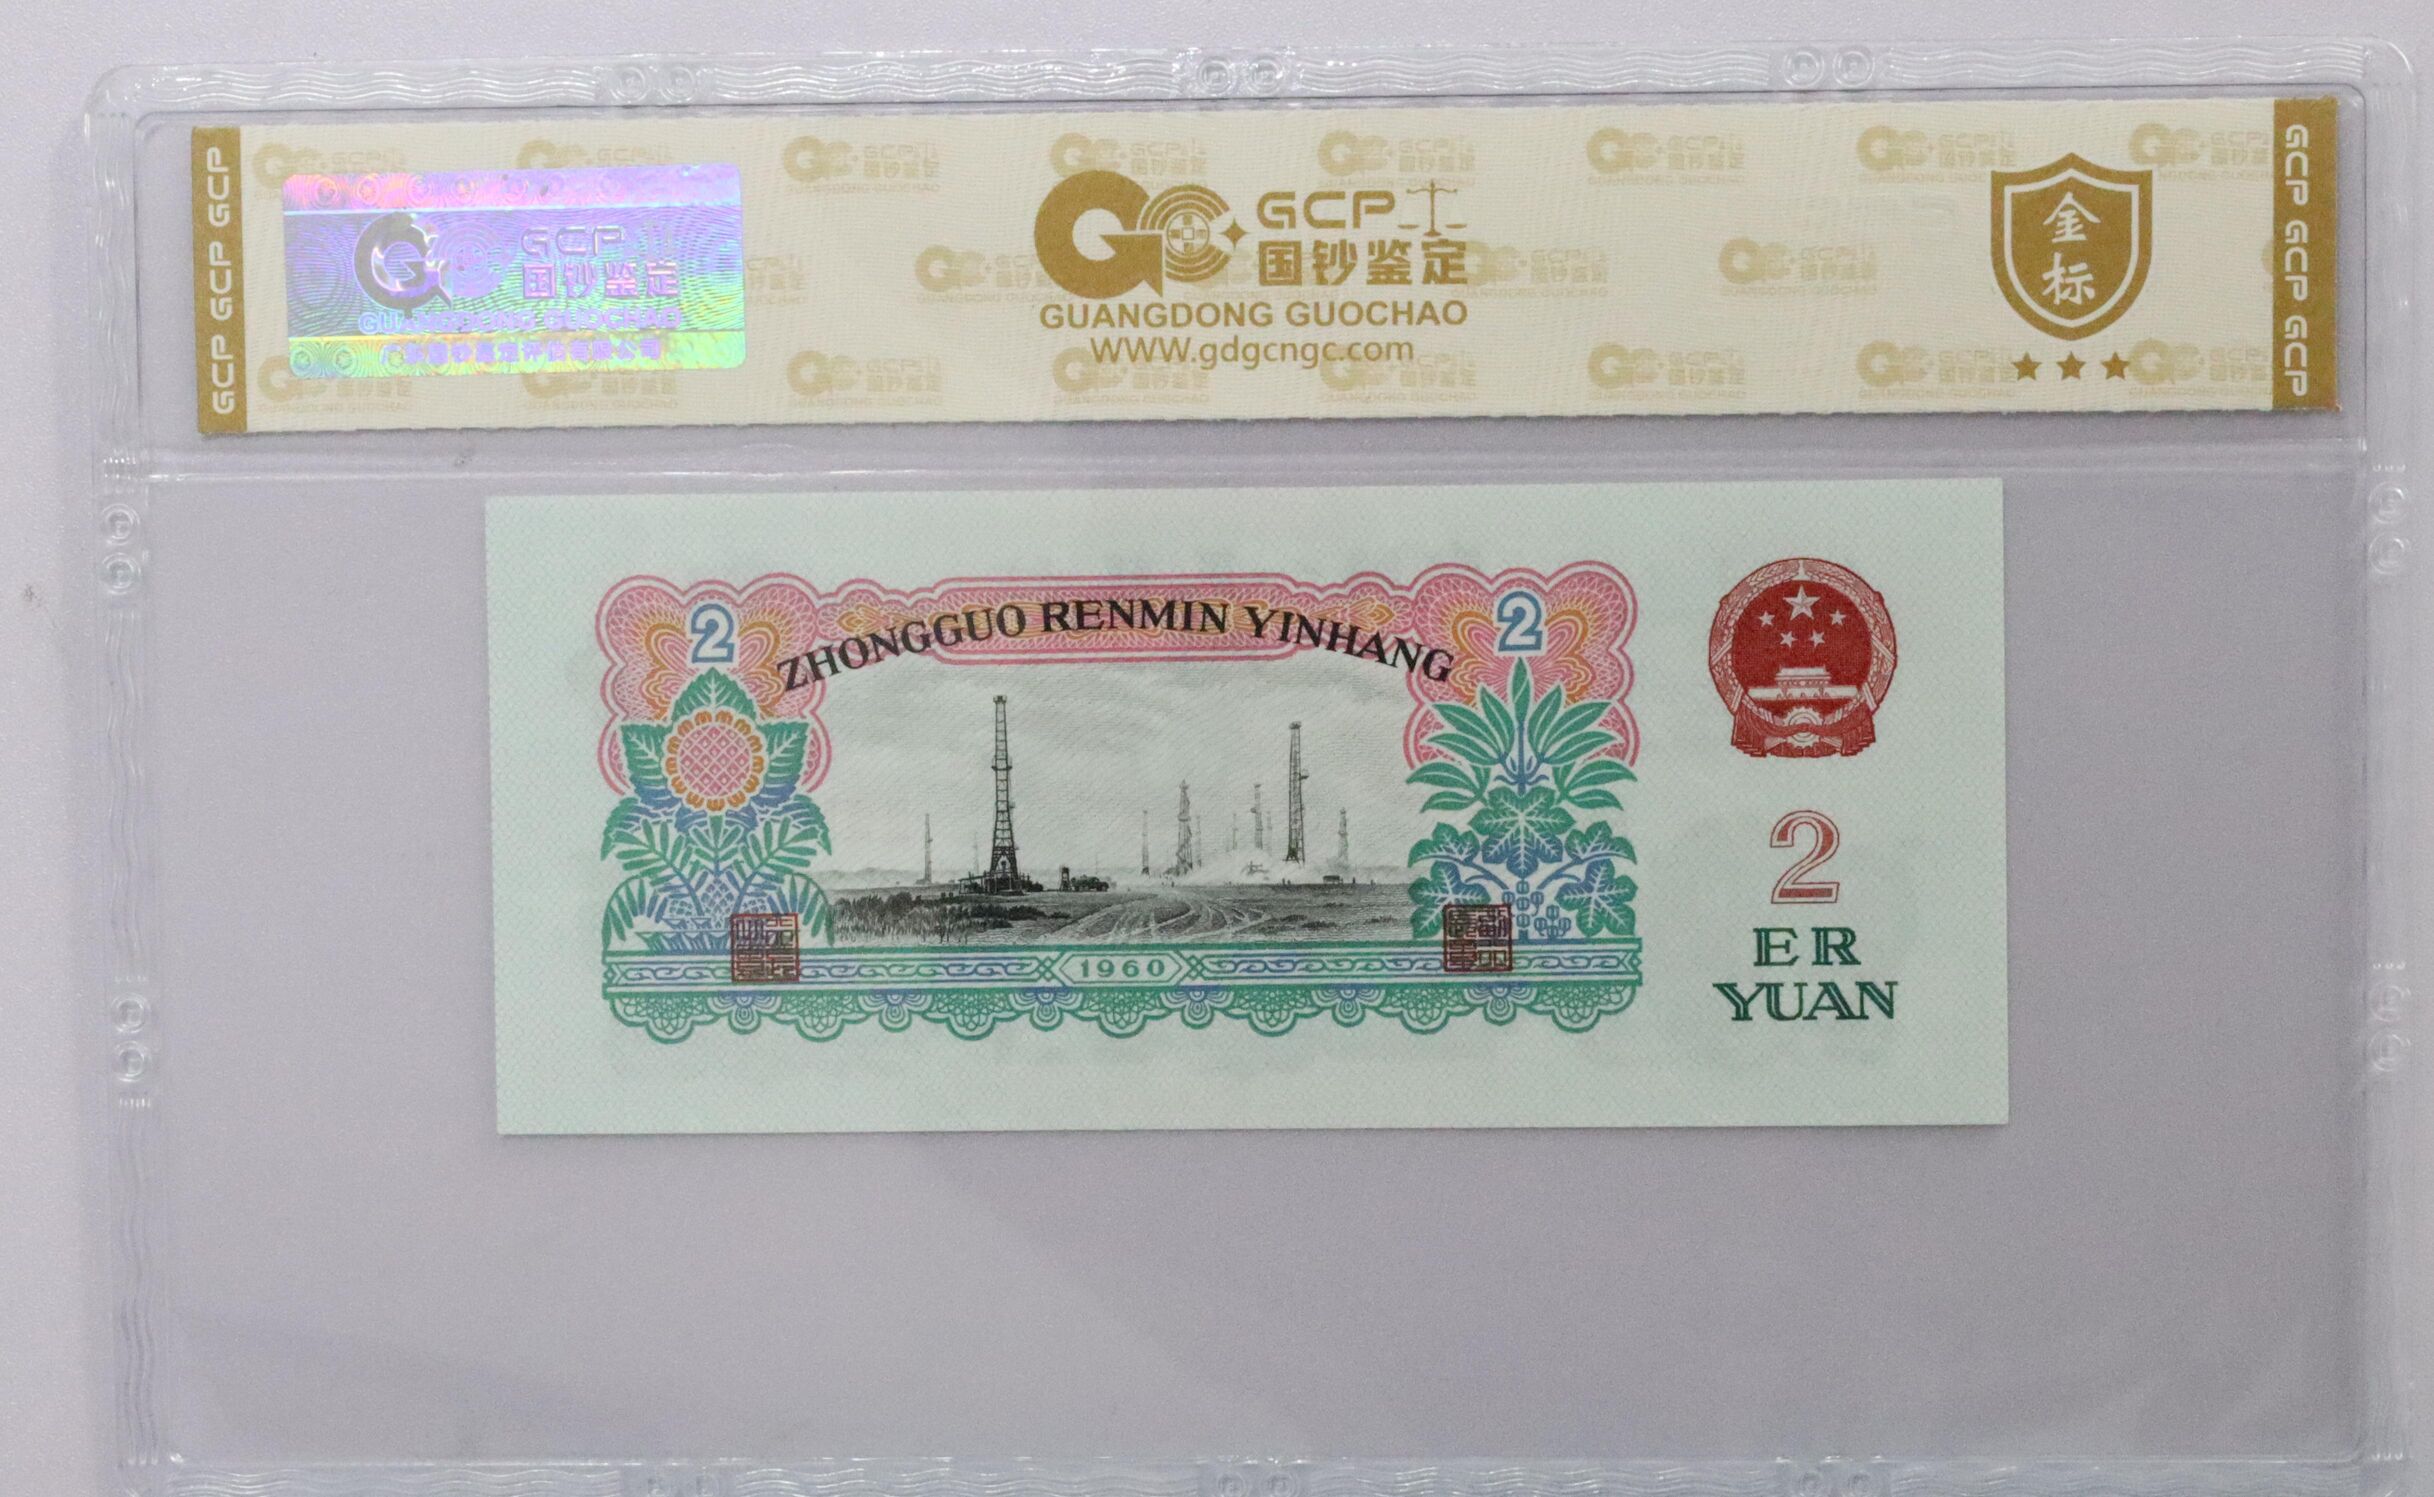 GCP GCP GCP
GCP
国钞鉴定
GUANGDONG GUOCHAO
GCP
国钞鉴定
GUANGDONG GUOCHAO
WWW.gdgcngc.com
金
标
GCP GCP GCP
2
ZHONGGUO RENMIN YINHANG
2
1960
2
ER
YUAN